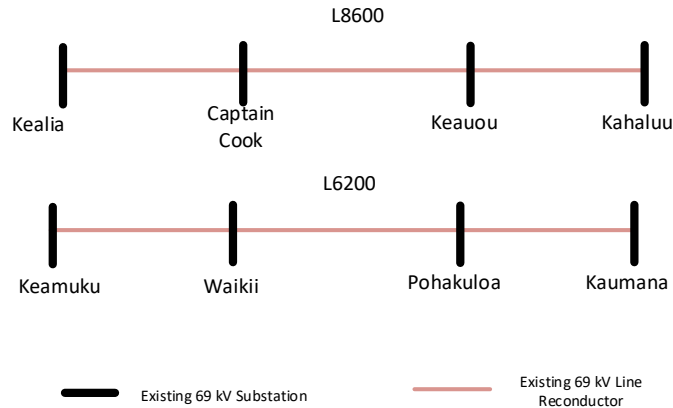 L8600
Kealia
Captain
Cook
Keauou
Kahaluu
L6200
Keamuku
Waikii
Pohakuloa
Kaumana
Existing 69 kV Substation
Existing 69 kV Line
Reconductor